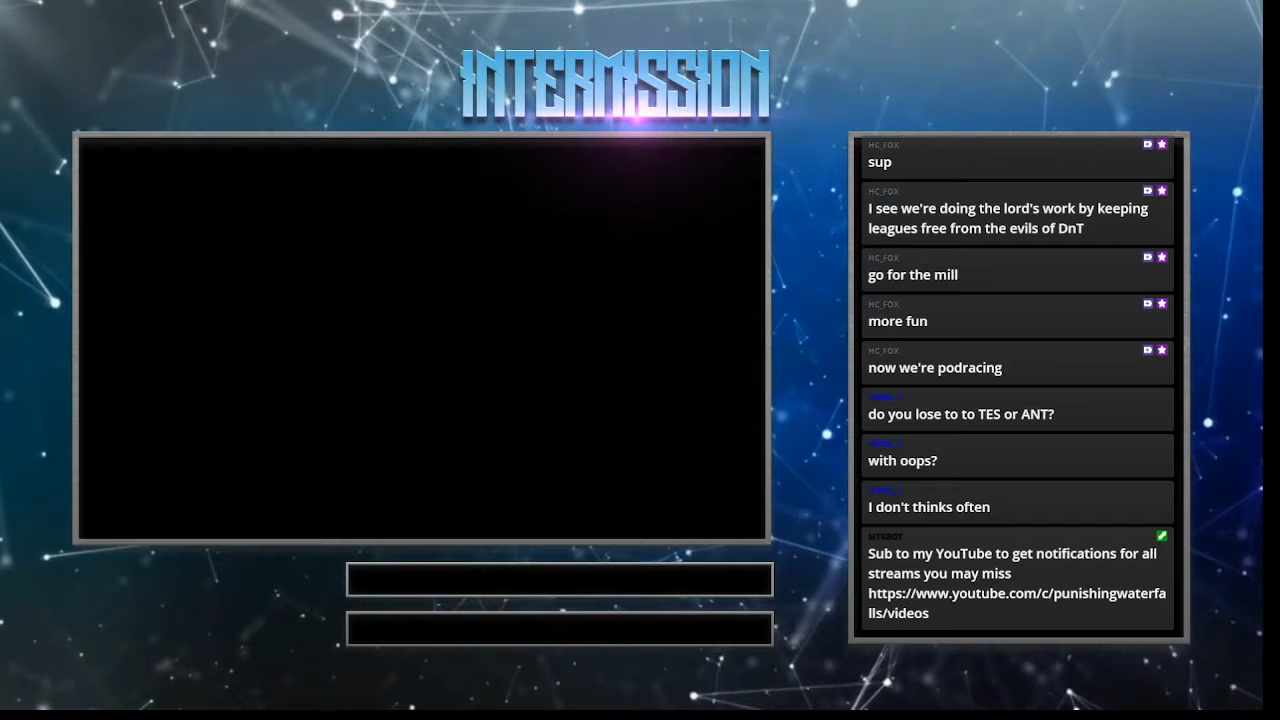 INTERMISSION
HC_FOX
sup
HC_FOX
I see we're doing the lord's work by keeping
leagues free from the evils of DnT
HC_FOX
go for the mill
HC_FOX
more fun
HC_FOX
now we're podracing
do you lose to to TES or ANT?
with oops?
I don't thinks often
MTGBOT
Sub to my YouTube to get notifications for all
streams you may miss
https://www.youtube.com/c/punishingwaterfa
lls/videos